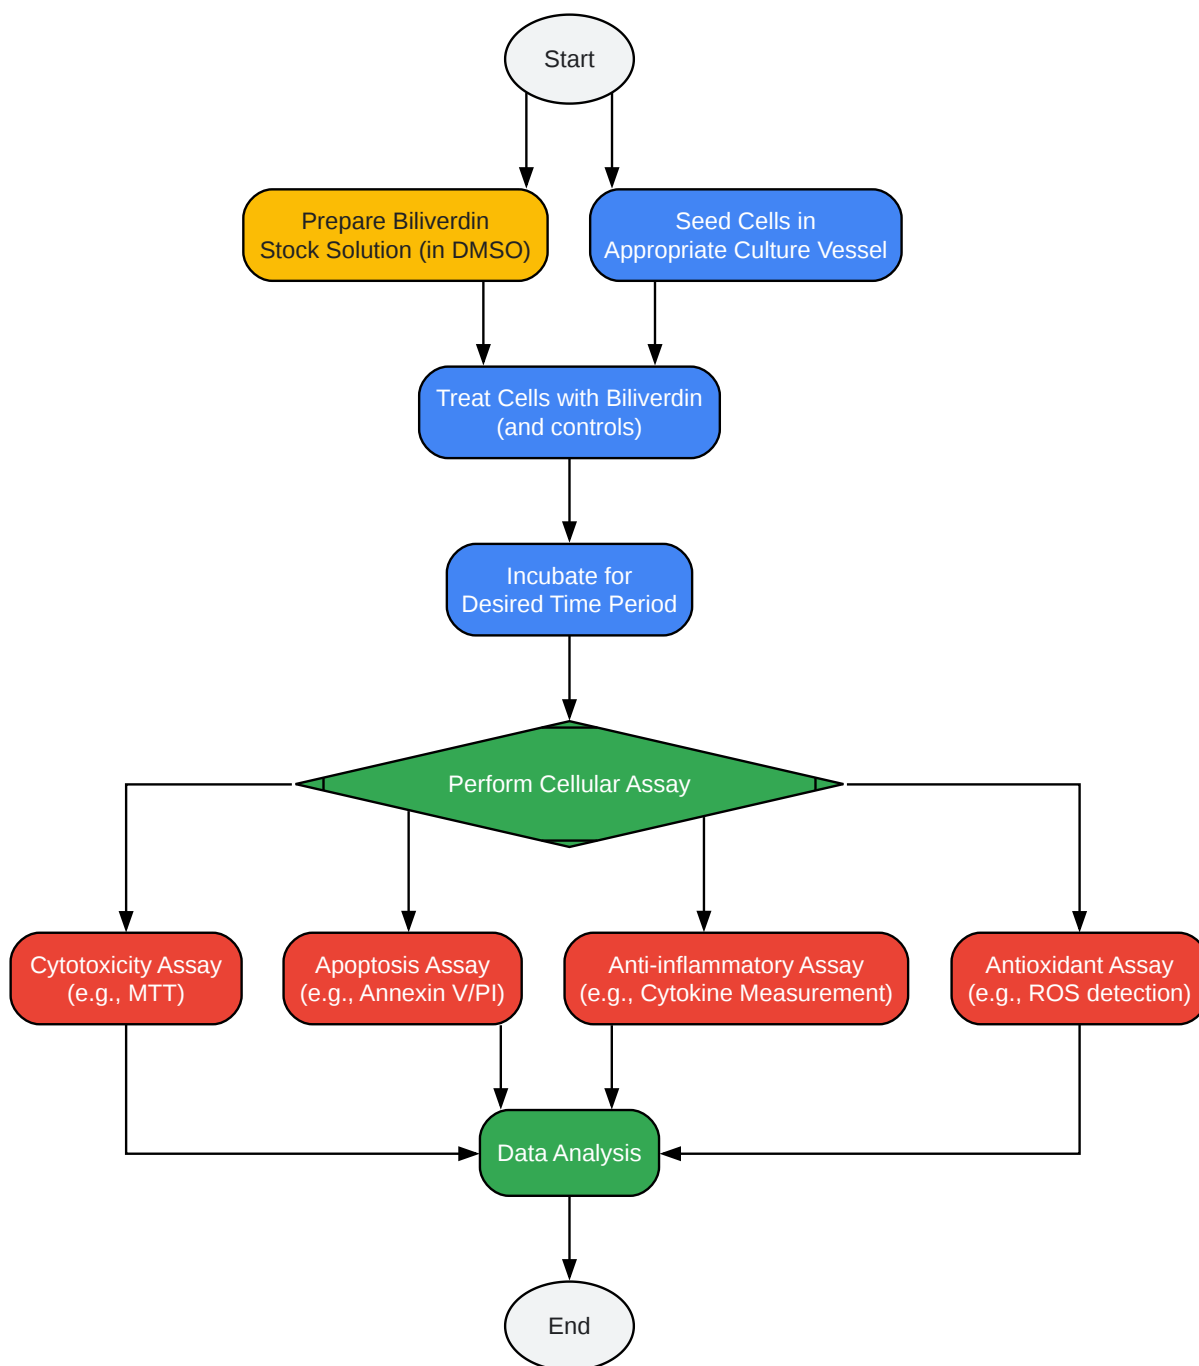 Start
Prepare Biliverdin
Stock Solution (in DMSO)
Seed Cells in
Appropriate Culture Vessel
Treat Cells with Biliverdin
(and controls)
Incubate for
Desired Time Period
Perform Cellular Assay
Cytotoxicity Assay
(e.g., MTT)
Apoptosis Assay
(e.g., Annexin V/PI)
Anti-inflammatory Assay
(e.g., Cytokine Measurement)
Antioxidant Assay
(e.g., ROS detection)
Data Analysis
End